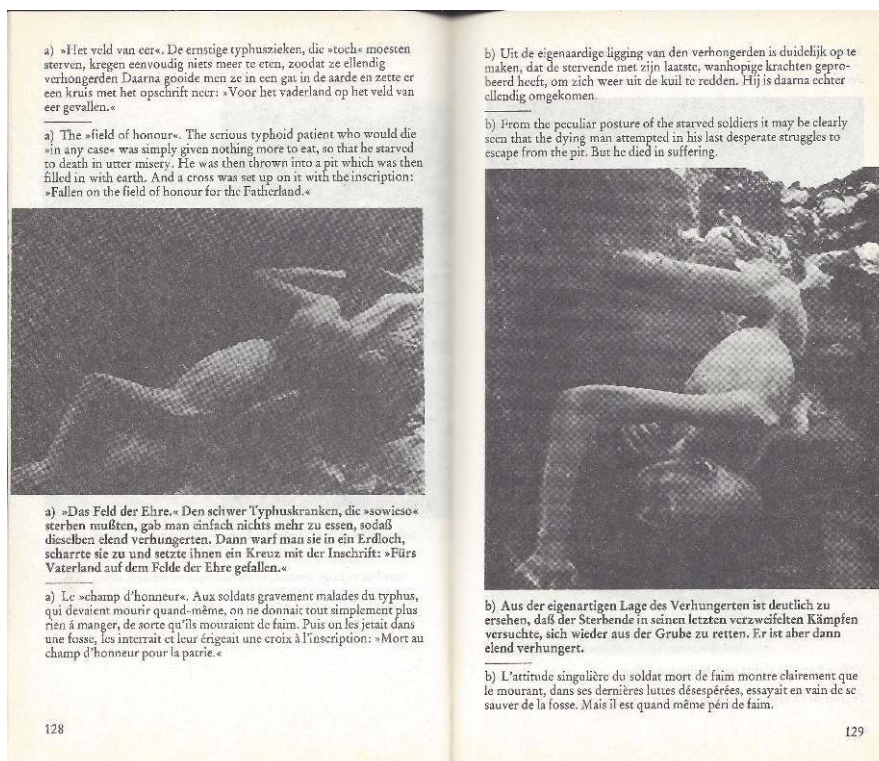 a) »Het veld van eer«. De ernstige typhuszieken, die »toch« moesten
sterven, kregen eenvoudig niets meer te eten, zoodat ze ellendig
verhongerden Daarna gooide men ze in een gat in de aarde en zette er
een kruis met het opschrift neer: »Voor het vaderland op het veld van
eer gevallen.«
a) The »field of honour«. The serious typhoid patient who would die
»in any case« was simply given nothing more to eat, so that he starved
to death in utter misery. He was then thrown into a pit which was then
filled in with earth. And a cross was set up on it with the inscription:
»Fallen on the field of honour for the Fatherland.«
a) »Das Feld der Ehre.« Den schwer Typhuskranken, die »sowieso«
sterben mußten, gab man einfach nichts mehr zu essen, sodaß
dieselben elend verhungerten. Dann warf man sie in ein Erdloch,
scharrte sie zu und setzte ihnen ein Kreuz mit der Inschrift: »Fürs
Vaterland auf dem Felde der Ehre gefallen.«
a) Le »champ d'honneur«. Aux soldats gravement malades du typhus,
qui devaient mourir quand-même, on ne donnait tout simplement plus
rien á manger, de sorte qu'ils mouraient de faim. Puis on les jetait dans
une fosse, les interrait et leur érigeait une croix à l'inscription: »Mort au
champ d'honneur pour la patrie.«
128
b) Uit de eigenaardige ligging van den verhongerden is duidelijk op te
maken, dat de stervende met zijn laatste, wanhopige krachten gepro-
beerd heeft, om zich weer uit de kuil te redden. Hij is daarna echter
ellendig omgekomen.
b) From the peculiar posture of the starved soldiers it may be clearly
seen that the dying man attempted in his last desperate struggles to
escape from the pit. But he died in suffering.
b) Aus der eigenartigen Lage des Verhungerten ist deutlich zu
ersehen, daß der Sterbende in seinen letzten verzweifelten Kämpfen
versuchte, sich wieder aus der Grube zu retten. Er ist aber dann
elend verhungert.
b) L'attitude singulière du soldat mort de faim montre clairement que
le mourant, dans ses dernières luttes désespérées, essayait en vain de se
sauver de la fosse. Mais il est quand même péri de faim.
129